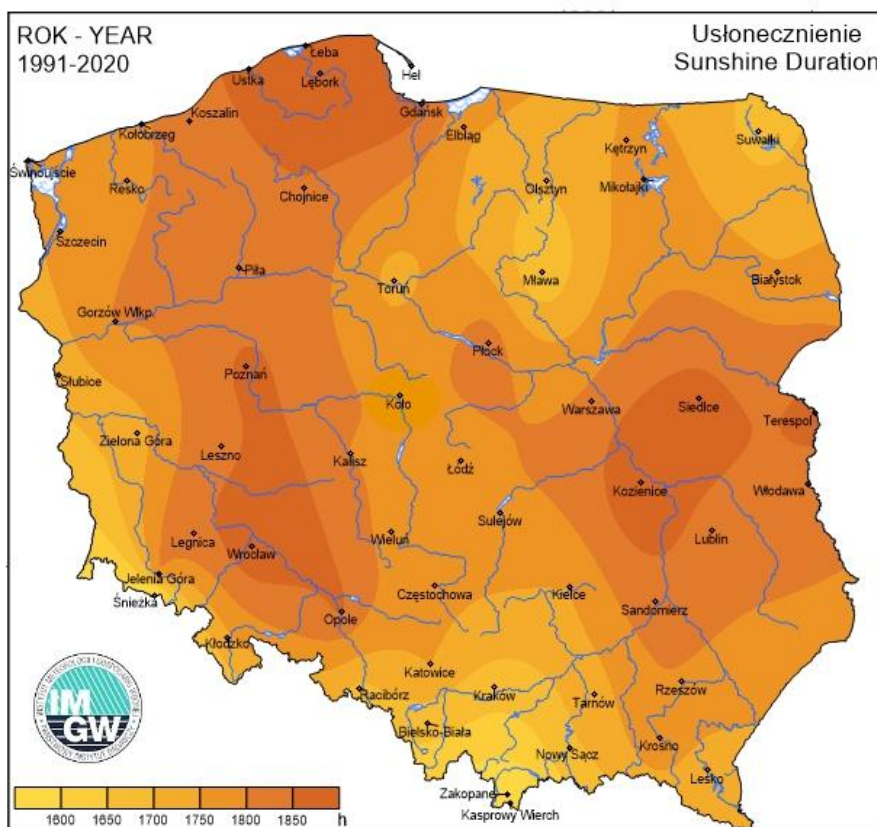 ROK - YEAR
1991-2020
Usłonecznienie
Sunshine Duration
Łeba
Hel
Ustka
Lębork
Koszalin
Gdańsk
Kołobrzeg
Elbląg
Suwałki
Kętrzyn
Świnoujście
Resko
Chojnice
Olsztyn
Mikołajki
Szczecin
Piła
Toruń
Mława
Białystok
Gorzów Wlkp.
Płock
Słubice
Poznań
Koło
Warszawa
Siedlce
Terespol
Zielona Góra
Leszno
Kalisz
Łódź
Kozienice
Włodawa
Sulejów
Legnica
Wrocław
Wieluń
Lublin
Jelenia Góra
Śnieżka
Częstochowa
Kielce
Sandomierz
Opole
Kłodzko
Katowice
Racibórz
Kraków
Tarnów
Rzeszów
Bielsko-Biała
Nowy Sącz
Krosno
Lesko
Zakopane
Kasprowy Wierch
IM
GW
1600 1650 1700 1750 1800 1850 h